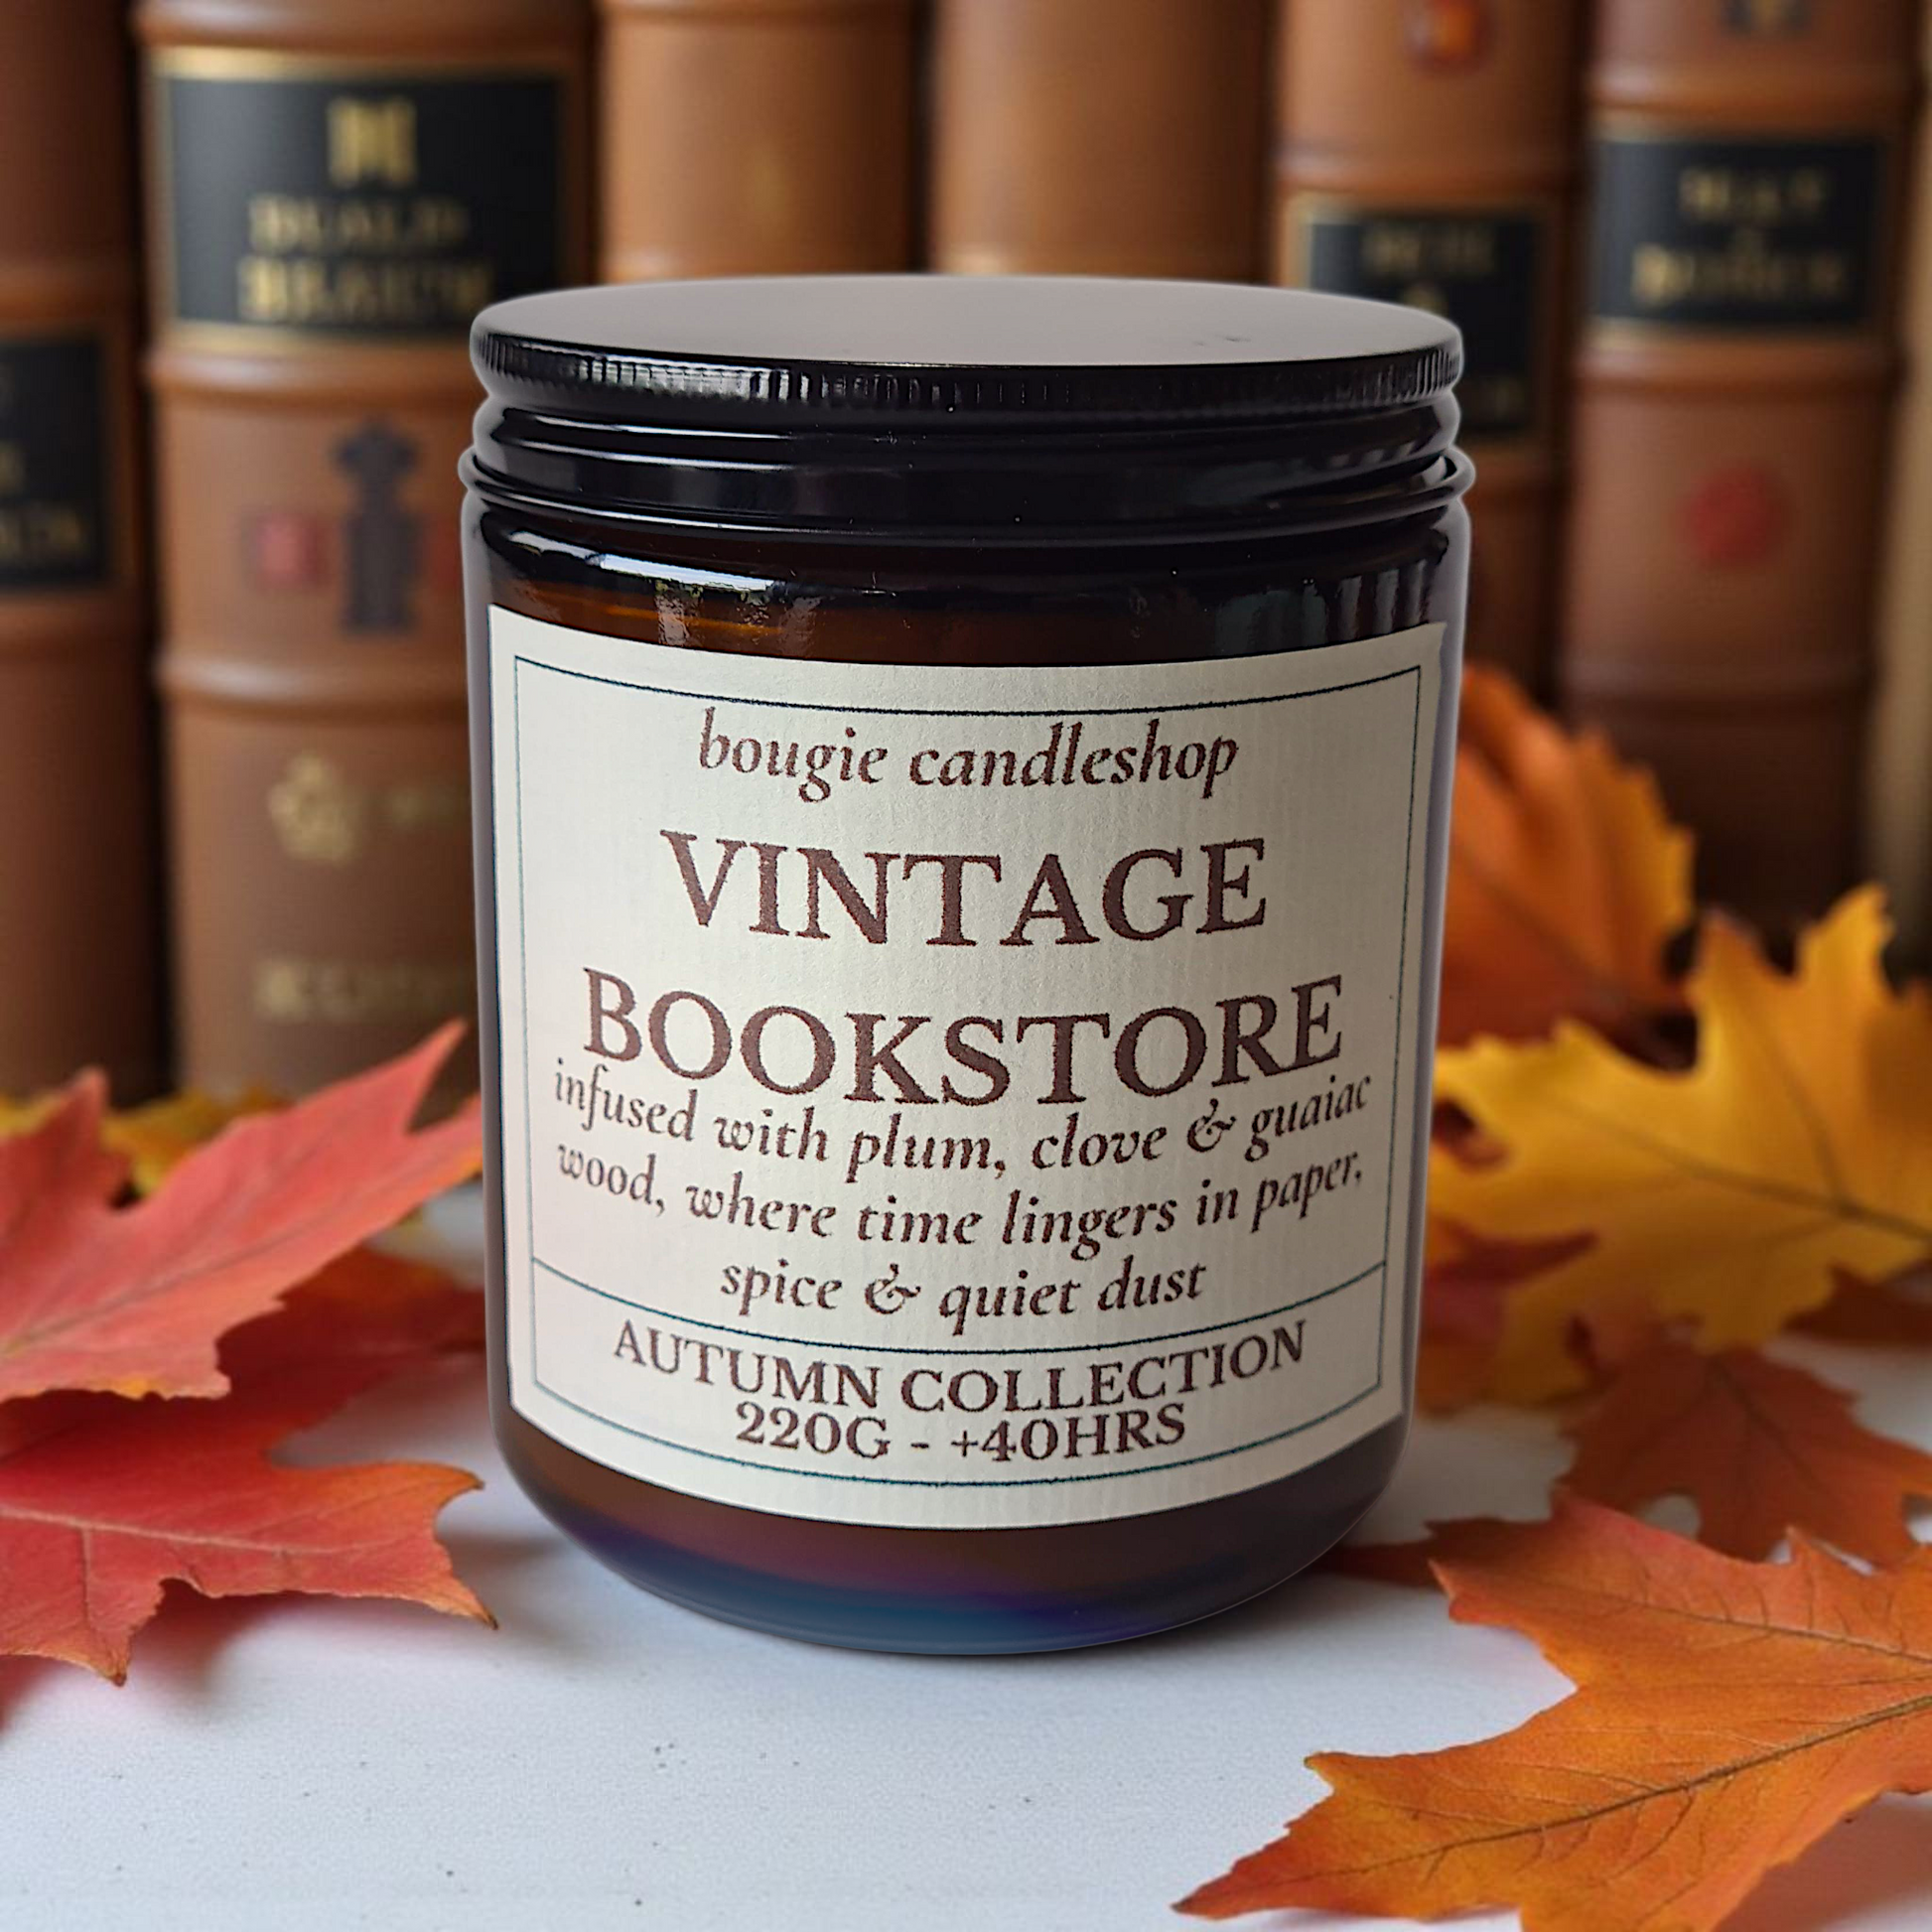 bougie candleshop
VINTAGE
BOOKSTORE
infused with plum, clove & guaiac
wood, where time lingers in paper,
spice & quiet dust
AUTUMN COLLECTION
220G - +40HRS